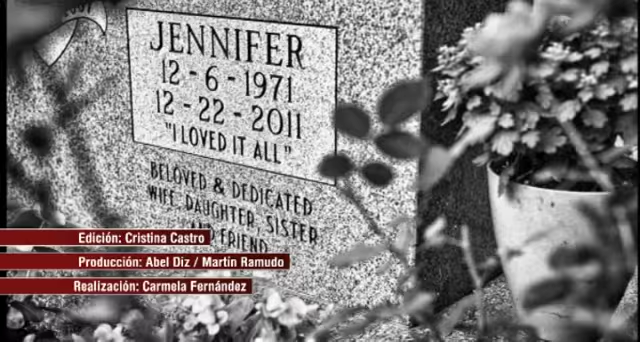 JENNIFER
12-6-1971
12-22-2011
"I LOVED IT ALL"
BELOVED & DEDICATED
WIFE, DAUGHTER, SISTER
FRIEND
Edición: Cristina Castro
Producción: Abel Diz / Martín Ramudo
Realización: Carmela Fernández